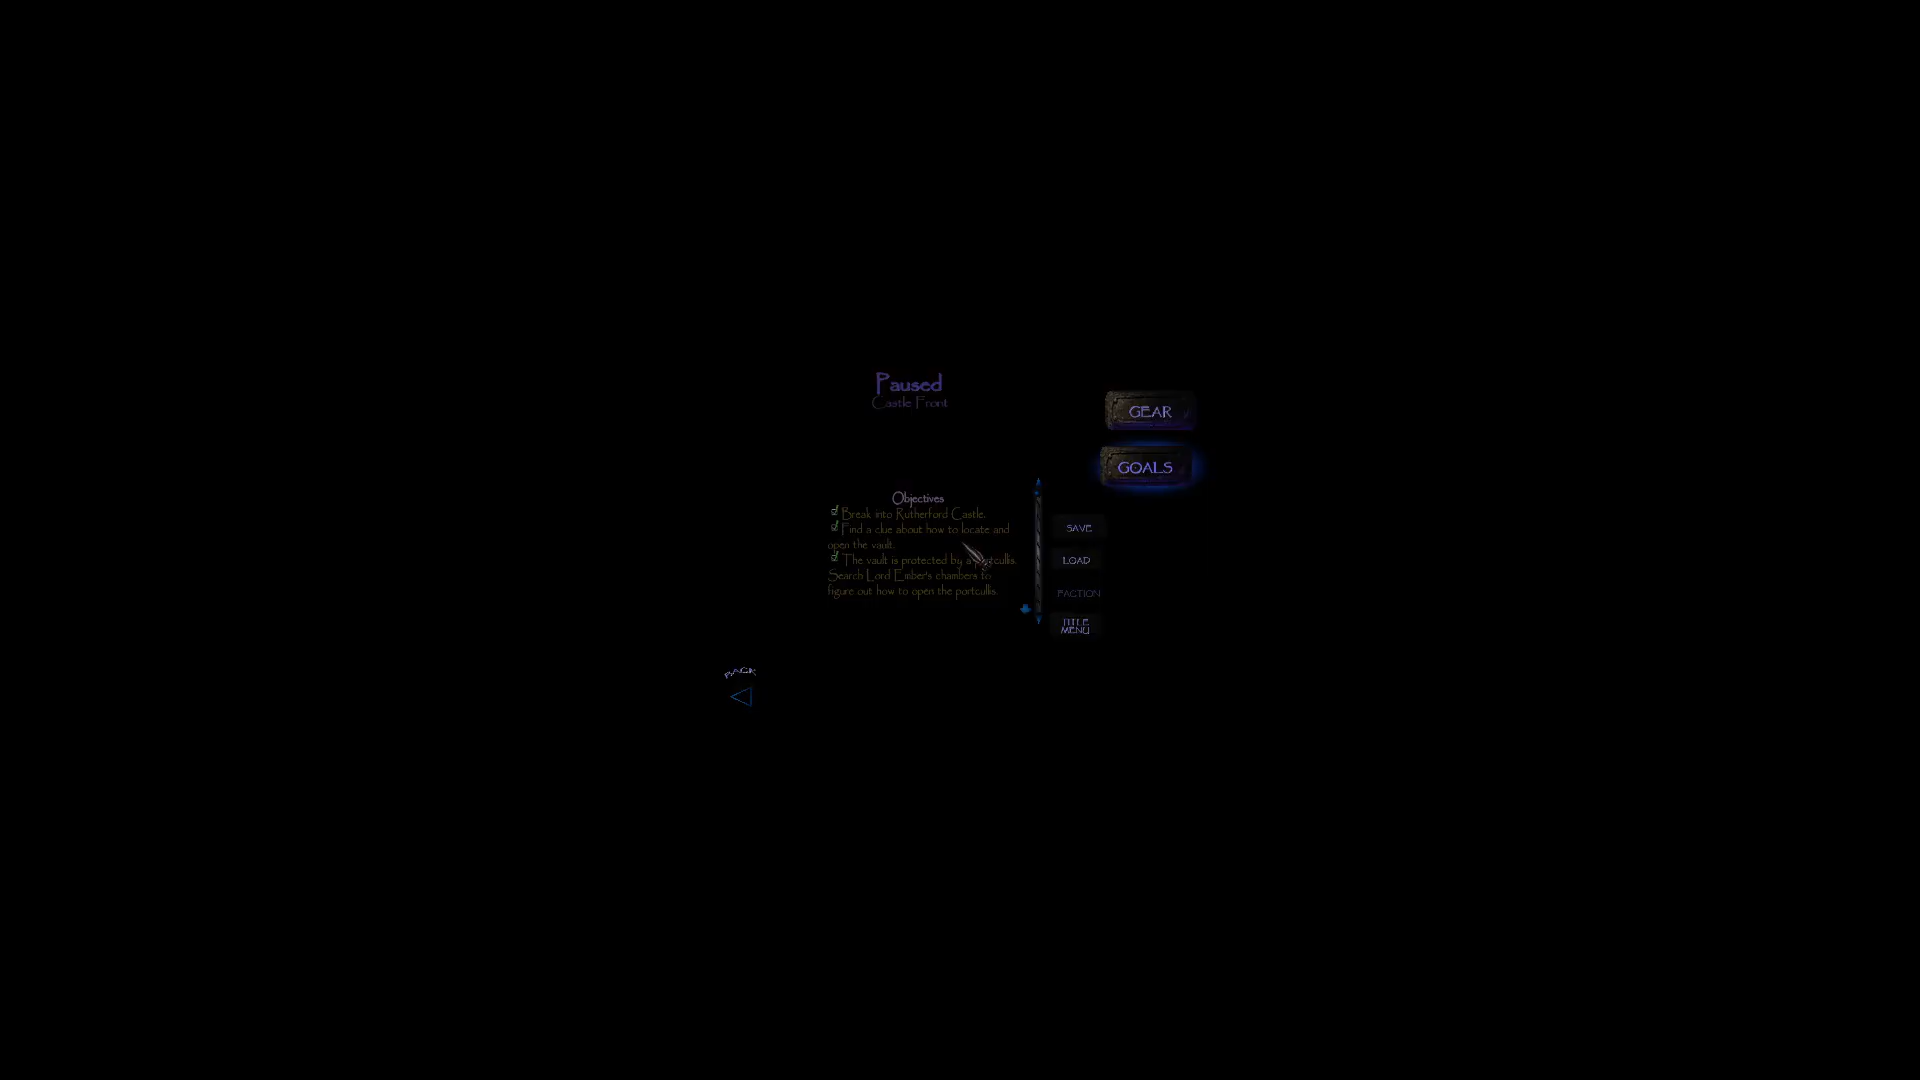 Paused
Castle Front
GEAR
GOALS
Objectives
Break into Rutherford Castle.
Find a clue about how to locate and
open the vault.
The vault is protected by a portcullis.
Search Lord Ember's chambers to
figure out how to open the portcullis.
SAVE
LOAD
FACTION
TITLE
MENU
BACK